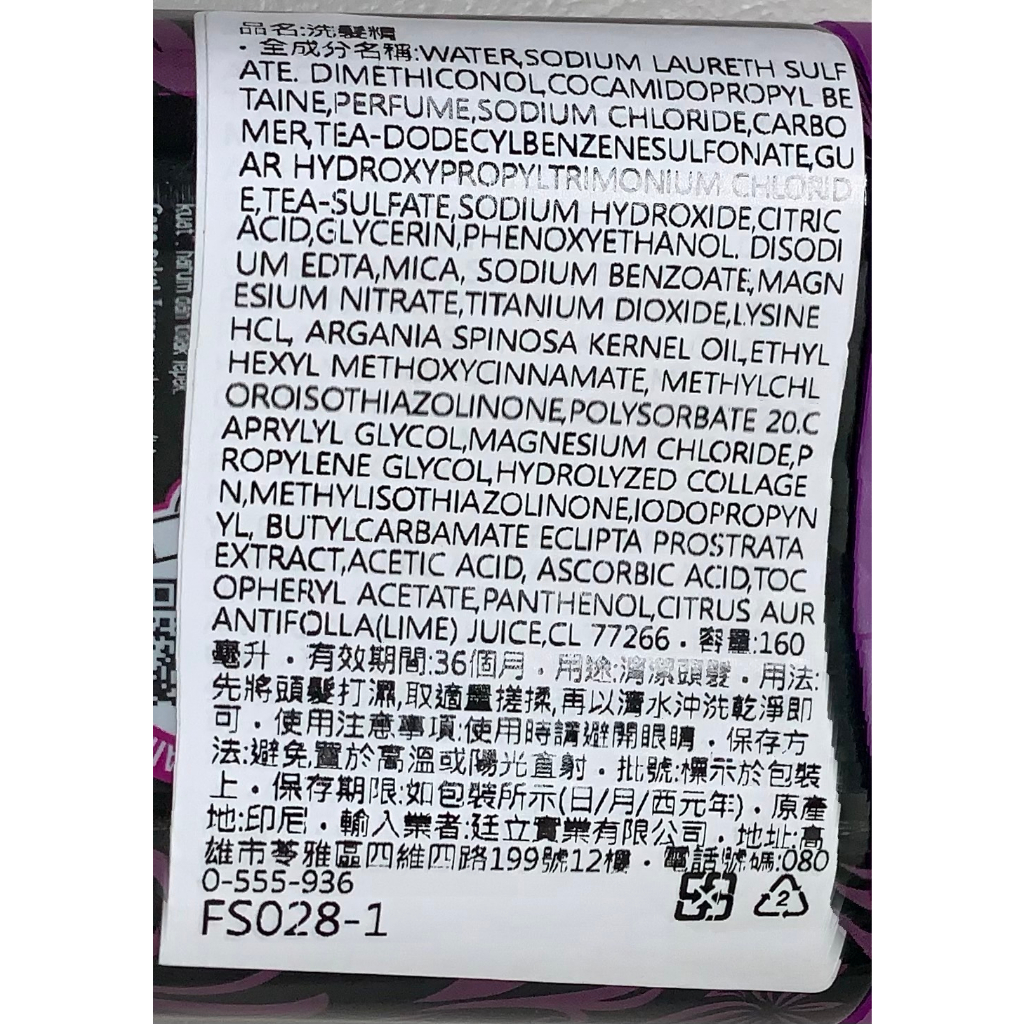 品名:洗髮精
·全成分名稱:WATER,SODIUM LAURETH SULF
ATE. DIMETHICONOL,COCAMIDOPROPYL BE
TAINE,PERFUME,SODIUM CHLORIDE,CARBO
MER,TEA-DODECYLBENZENESULFONATE,GU
AR HYDROXYPROPYLTRIMONIUM CHLORID
E,TEA-SULFATE,SODIUM HYDROXIDE,CITRIC
ACID,GLYCERIN,PHENOXYETHANOL. DISODI
UM EDTA,MICA, SODIUM BENZOATE,MAGN
ESIUM NITRATE,TITANIUM DIOXIDE,LYSINE
HCL, ARGANIA SPINOSA KERNEL OIL,ETHYL
HEXYL METHOXYCINNAMATE, METHYLCHL
OROISOTHIAZOLINONE,POLYSORBATE 20.C
APRYLYL GLYCOL,MAGNESIUM CHLORIDE,P
ROPYLENE GLYCOL,HYDROLYZED COLLAGE
N,METHYLISOTHIAZOLINONE,IODOPROPYN
YL, BUTYLCARBAMATE ECLIPTA PROSTRATA
EXTRACT,ACETIC ACID, ASCORBIC ACID,TOC
OPHERYL ACETATE,PANTHENOL,CITRUS AUR
ANTIFOLLA(LIME) JUICE,CL 77266·容量:160
毫升·有效期間:36個月·用途:清潔頭髮·用法:
先將頭髮打濕,取適量搓揉,再以清水沖洗乾淨即
可·使用注意事項:使用時請避開眼睛·保存方
法:避免置於高溫或陽光直射·批號:標示於包裝
上·保存期限:如包裝所示(日/月/西元年)·原產
地:印尼·輸入業者:廷立實業有限公司·地址:高
雄市苓雅區四維四路199號12樓·電話號碼:080
0-555-936
FS028-1
2
kuat, harum dan tidak lepek